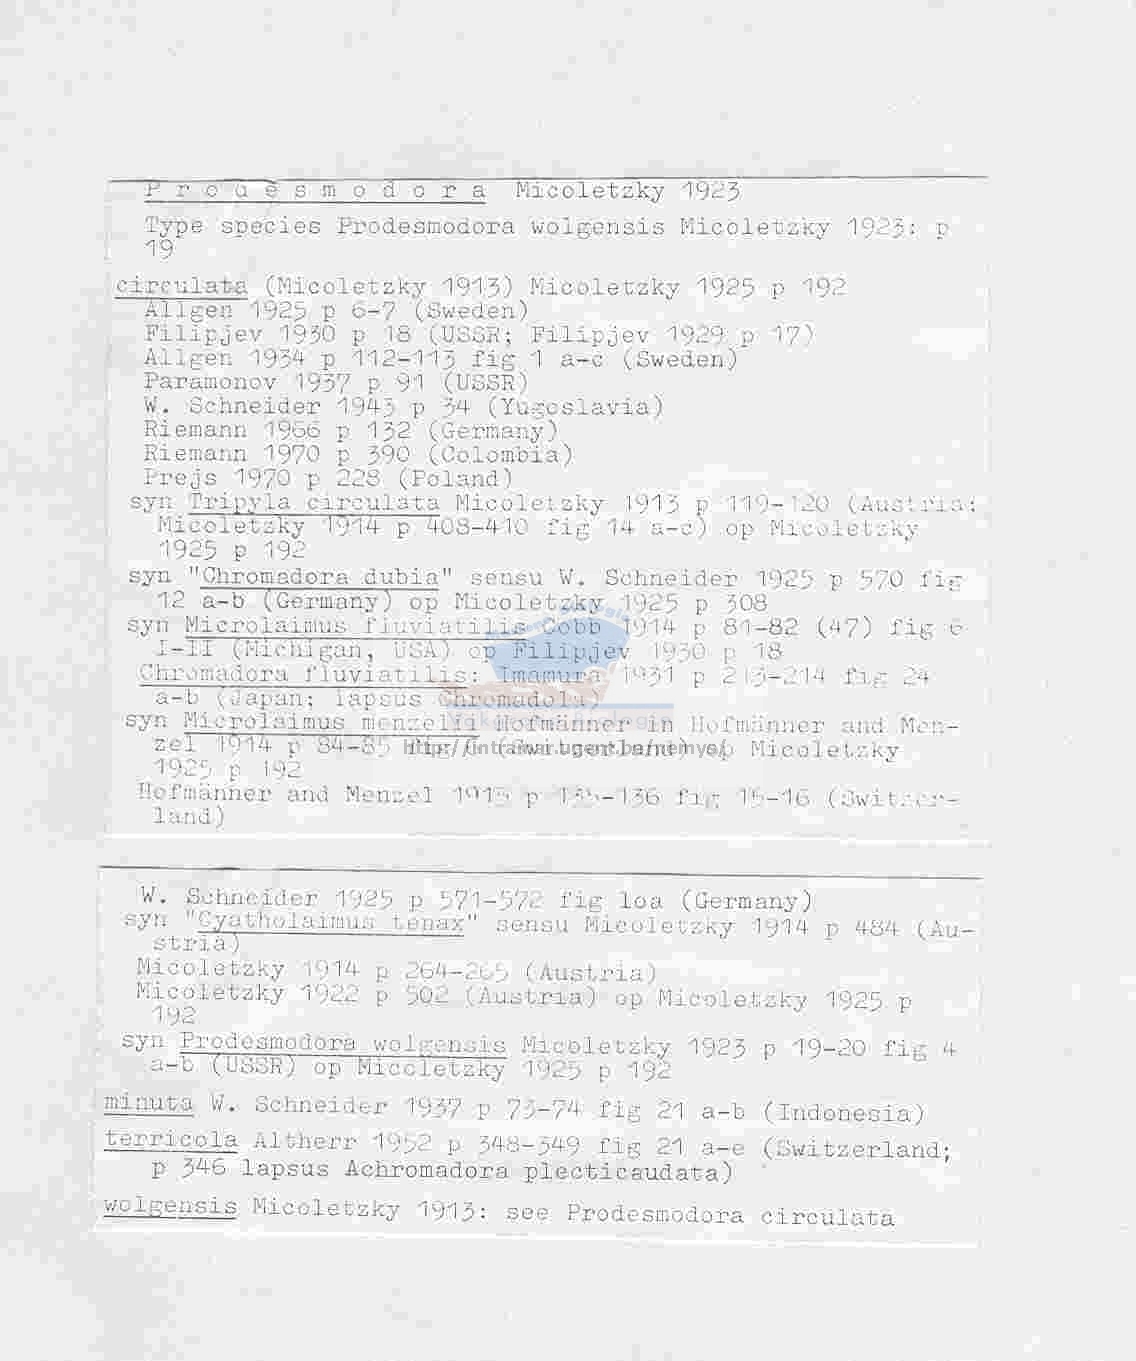 P r o d e s m o d o r a Micoletzky 1923
Type species Prodesmodora wolgensis Micoletzky 1923: p
19
circulata (Micoletzky 1913) Micoletzky 1925 p 192
Allgen 1925 p 6-7 (Sweden)
Filipjev 1930 p 18 (USSR; Filipjev 1929 p 17)
Allgen 1934 p 112-113 fig 1 a-c (Sweden)
Paramonov 1937 p 91 (USSR)
W. Schneider 1943 p 34 (Yugoslavia)
Riemann 1966 p 132 (Germany)
Riemann 1970 p 390 (Colombia)
Prejs 1970 p 228 (Poland)
syn Tripyla circulata Micoletzky 1913 p 119-120 (Austria;
Micoletzky 1914 p 408-410 fig 14 a-c) op Micoletzky
1925 p 192
syn "Chromadora dubia" sensu W. Schneider 1925 p 570 fig
12 a-b (Germany) op Micoletzky 1925 p 308
syn Microlaimus fluviatilis Cobb 1914 p 81-82 (47) fig 6
I-II (Michigan, USA) op Filipjev 1930 p 18
Chromadora fluviatilis: Imamura 1931 p 213-214 fig 24
a-b (Japan; lapsus Chromadola)
syn Microlaimus menzelii Hofmänner in Hofmänner and Men-
zel 1914 p 84-85 (Switzerland) op Micoletzky
http://intramar.ugent.be/nemys/
1925 p 192
Hofmänner and Menzel 1915 p 135-136 fig 15-16 (Switzer-
land)
W. Schneider 1925 p 571-572 fig loa (Germany)
syn "Cyatholaimus tenax" sensu Micoletzky 1914 p 484 (Au-
stria)
Micoletzky 1914 p 264-265 (Austria)
Micoletzky 1922 p 502 (Austria) op Micoletzky 1925 p
192
syn Prodesmodora wolgensis Micoletzky 1923 p 19-20 fig 4
a-b (USSR) op Micoletzky 1925 p 192
minuta W. Schneider 1937 p 73-74 fig 21 a-b (Indonesia)
terricola Altherr 1952 p 348-349 fig 21 a-e (Switzerland;
p 346 lapsus Achromadora plecticaudata)
wolgensis Micoletzky 1913: see Prodesmodora circulata